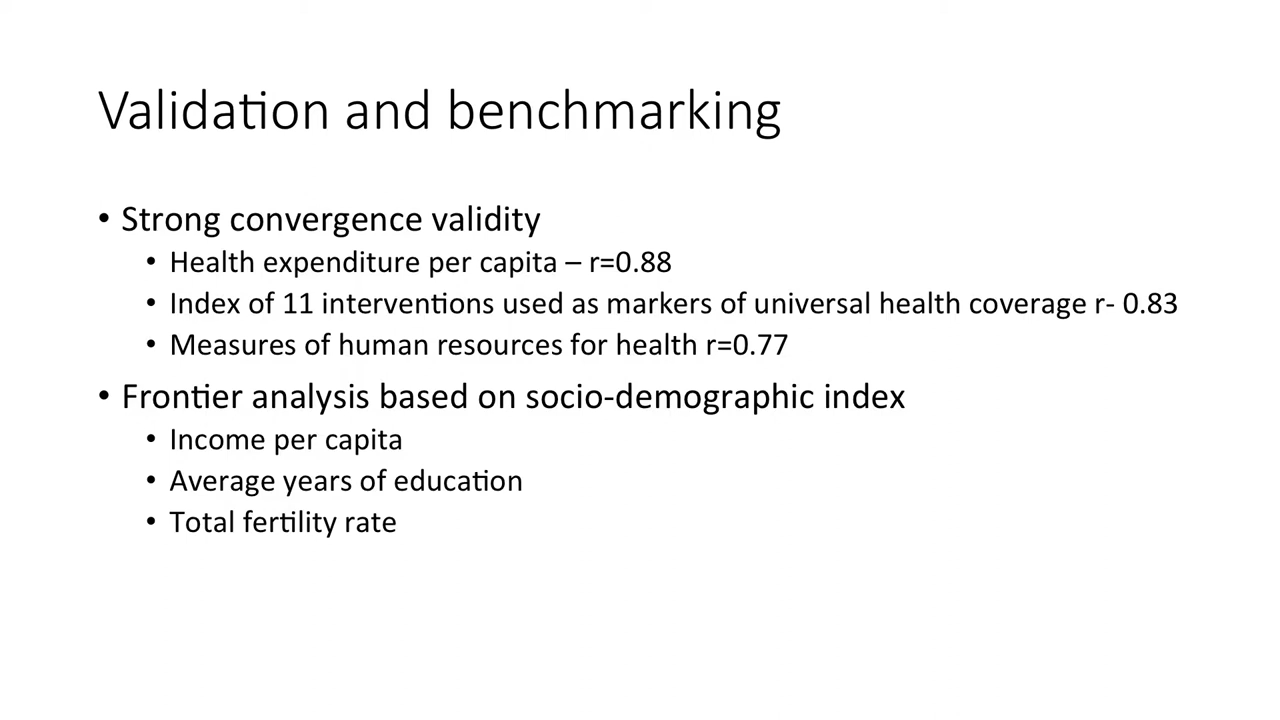 Validation and benchmarking
• Strong convergence validity
• Health expenditure per capita – r=0.88
• Index of 11 interventions used as markers of universal health coverage r- 0.83
• Measures of human resources for health r=0.77
• Frontier analysis based on socio-demographic index
• Income per capita
• Average years of education
• Total fertility rate